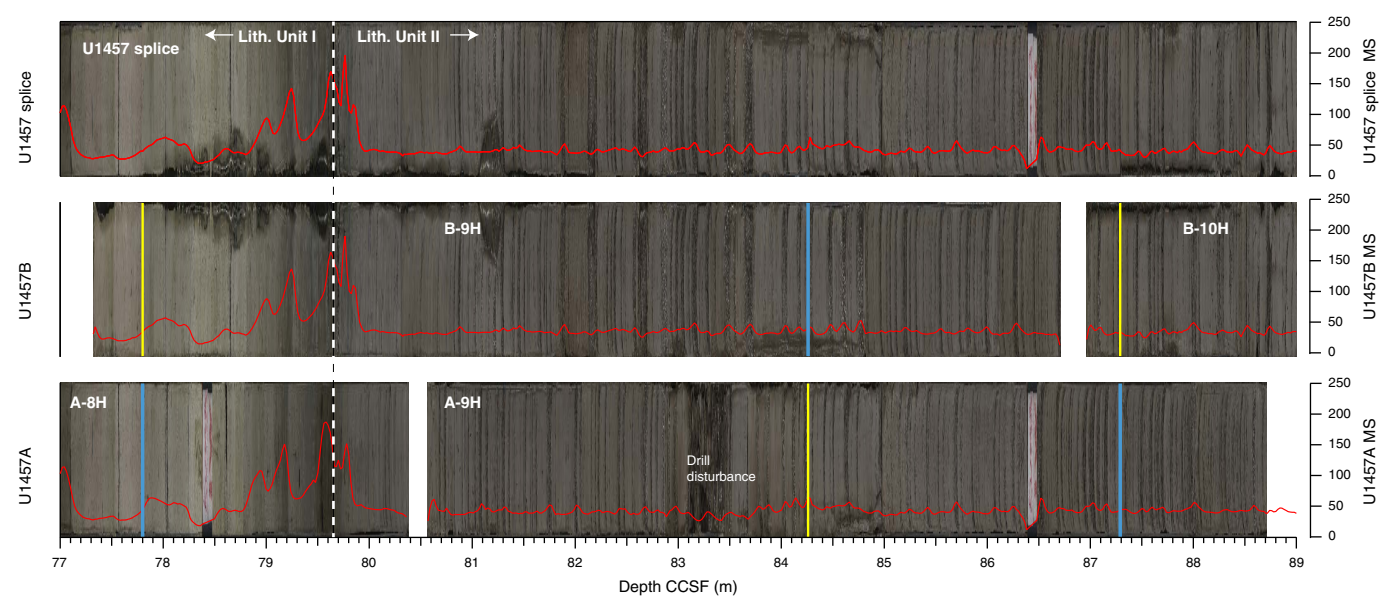 U1457 splice
← Lith. Unit I
Lith. Unit II →
U1457 splice
250
200
150
100
50
0
U1457 splice MS
U1457B
B-9H
B-10H
250
200
150
100
50
0
U1457B MS
U1457A
A-8H
A-9H
Drill
disturbance
250
200
150
100
50
0
U1457A MS
77 78 79 80 81 82 83 84 85 86 87 88 89
Depth CCSF (m)